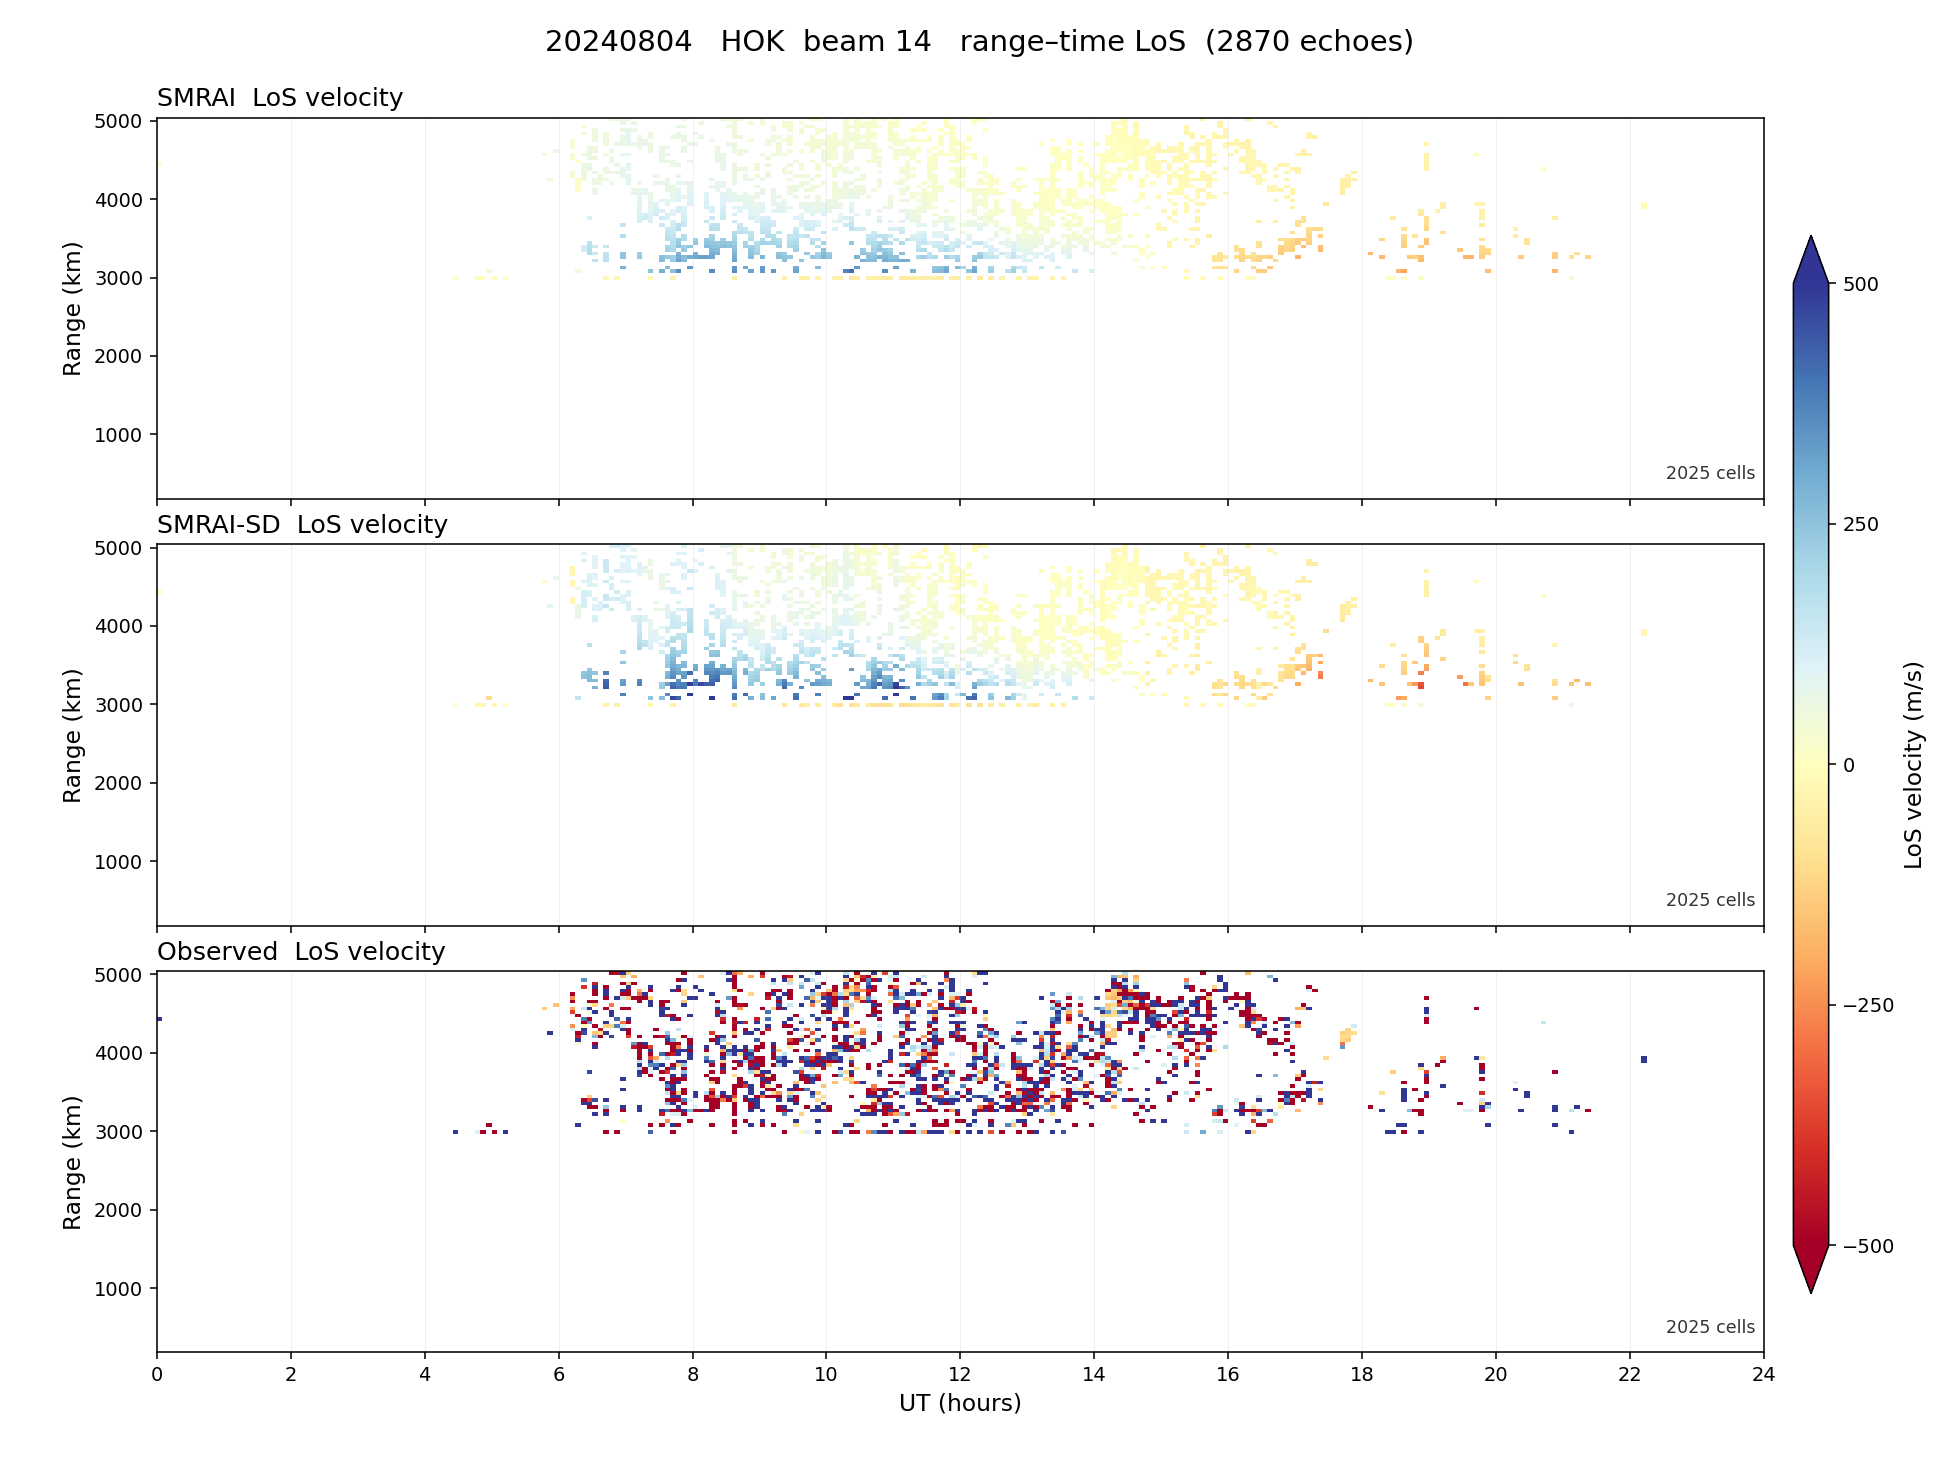 20240804   HOK  beam 14   range–time LoS  (2870 echoes)
SMRAI  LoS velocity
5000
4000
3000
2000
1000
Range (km)
2025 cells
SMRAI-SD  LoS velocity
5000
4000
3000
2000
1000
Range (km)
2025 cells
Observed  LoS velocity
5000
4000
3000
2000
1000
Range (km)
2025 cells
0 2 4 6 8 10 12 14 16 18 20 22 24
UT (hours)
500
250
0
−250
−500
LoS velocity (m/s)